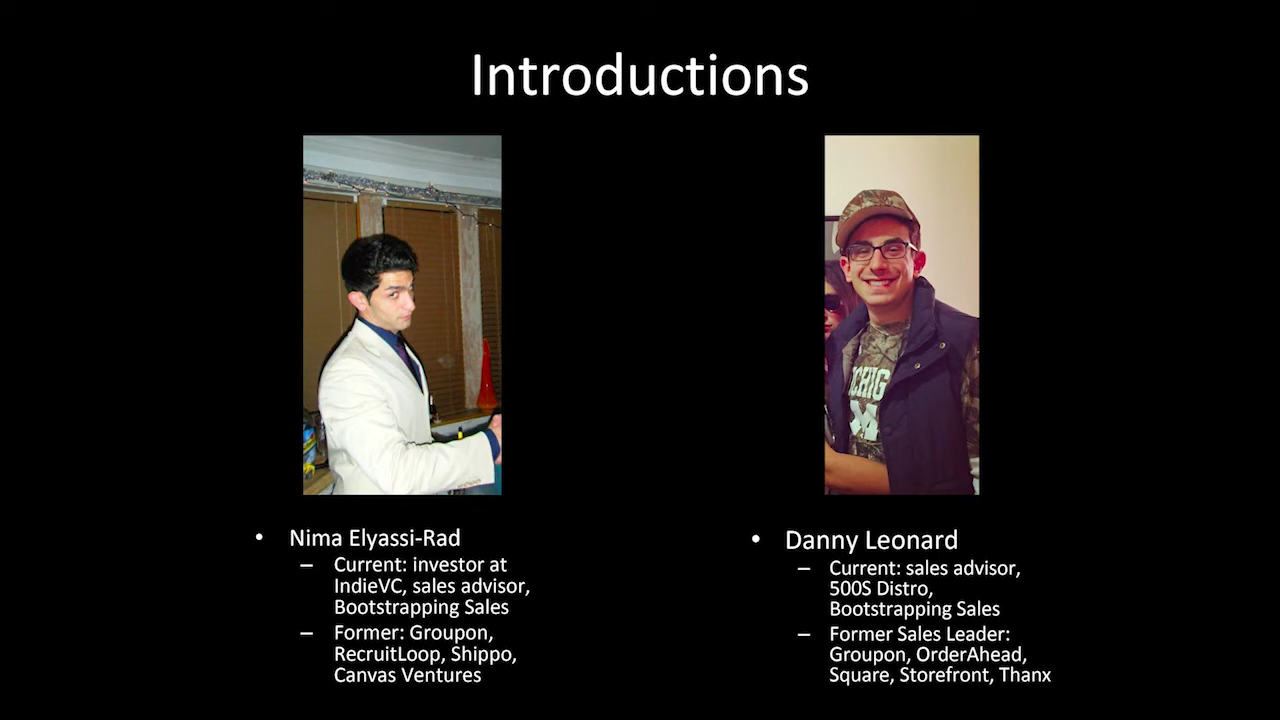 Introductions
CHIG
M
• Nima Elyassi-Rad
– Current: investor at
IndieVC, sales advisor,
Bootstrapping Sales
– Former: Groupon,
RecruitLoop, Shippo,
Canvas Ventures
• Danny Leonard
– Current: sales advisor,
500S Distro,
Bootstrapping Sales
– Former Sales Leader:
Groupon, OrderAhead,
Square, Storefront, Thanx